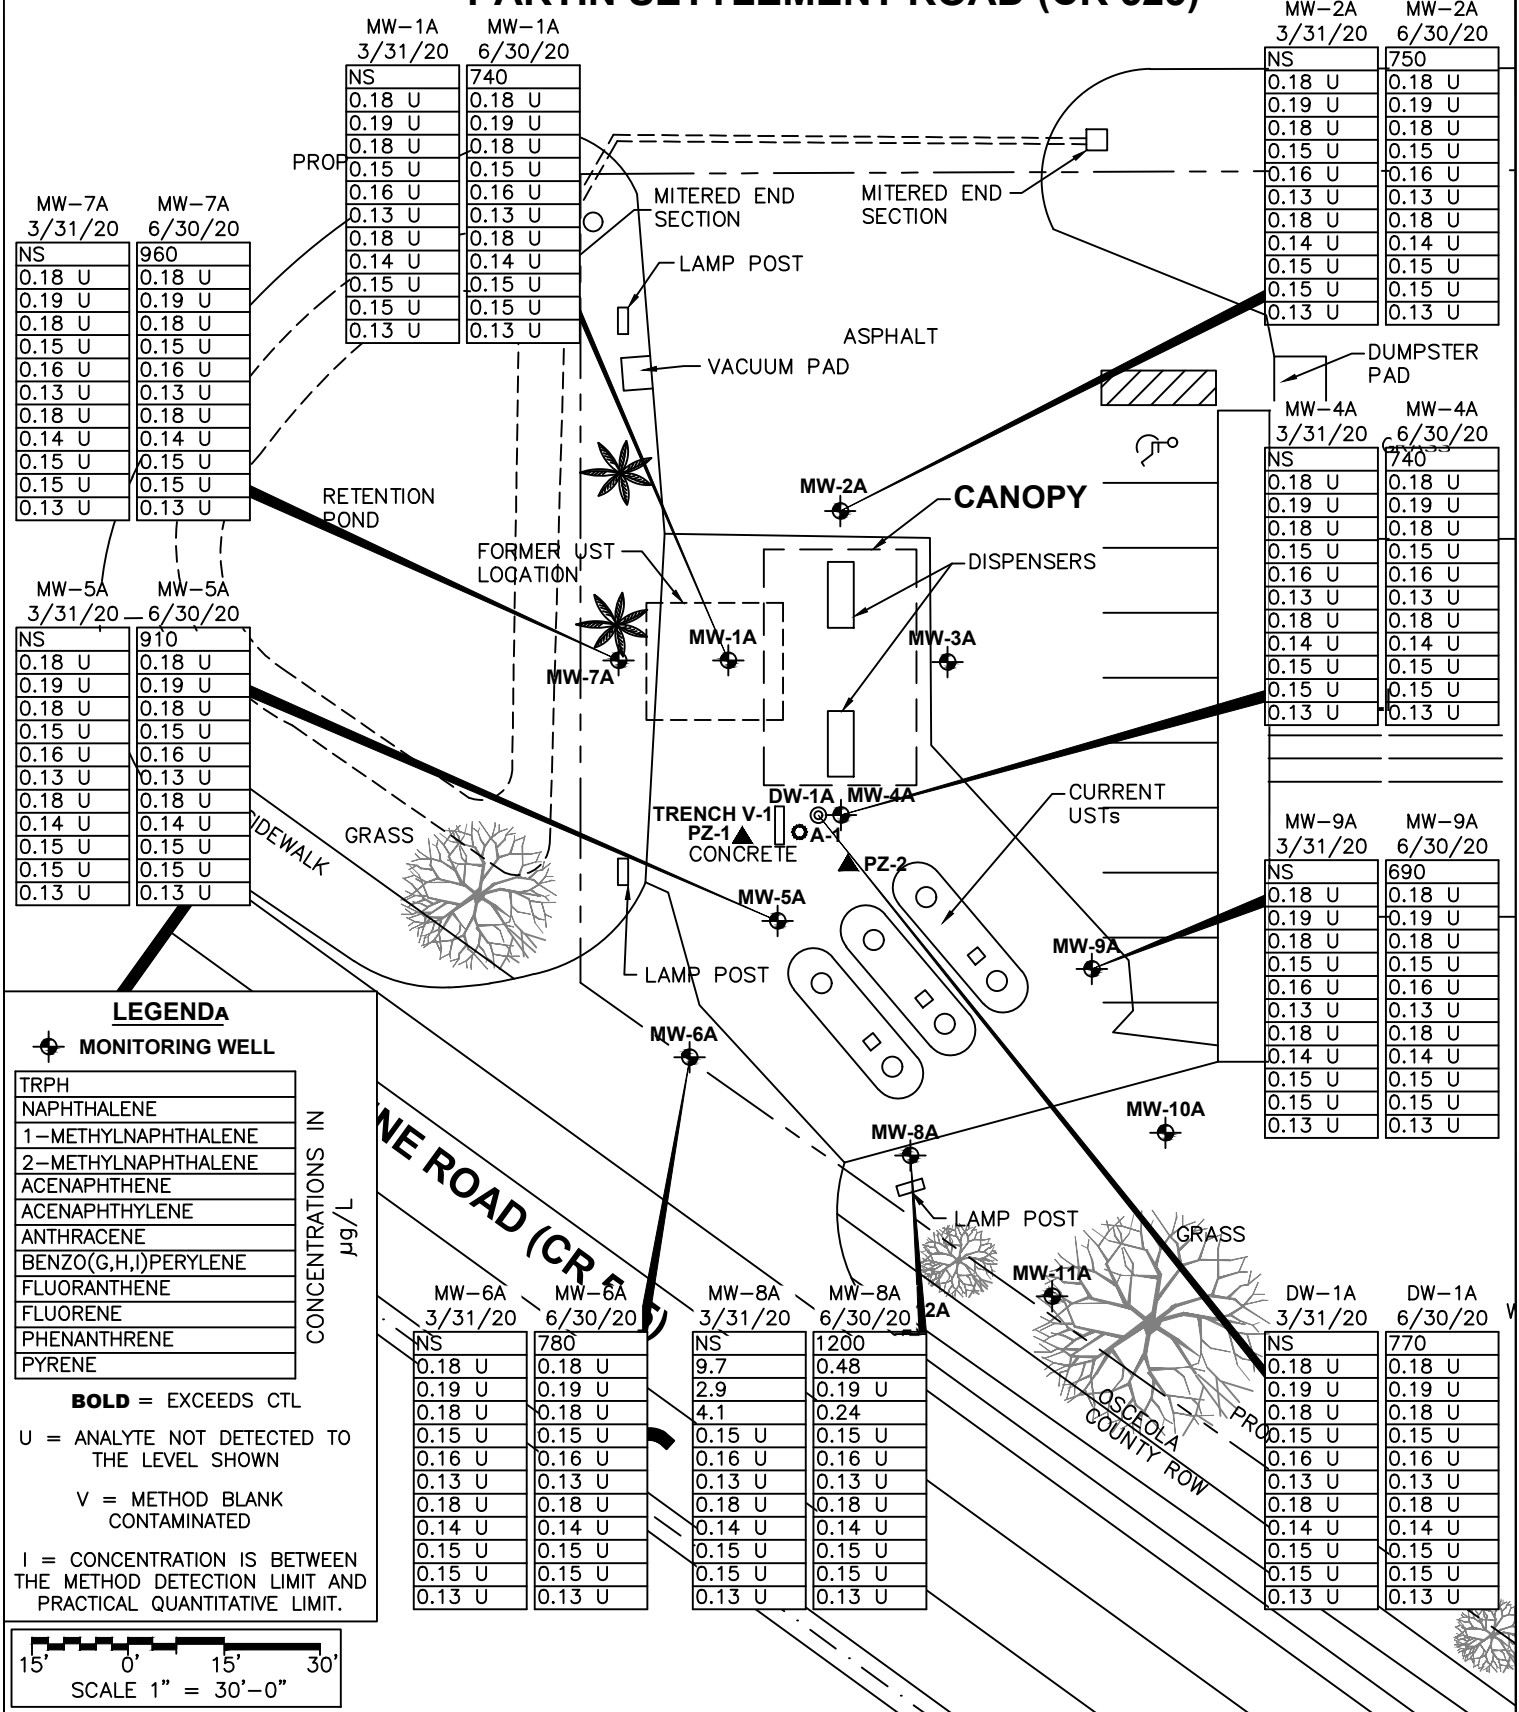 MW-1A MW-1A
3/31/20 6/30/20
NS 740
0.18 U 0.18 U
0.19 U 0.19 U
0.18 U 0.18 U
0.15 U 0.15 U
0.16 U 0.16 U
0.13 U 0.13 U
0.18 U 0.18 U
0.14 U 0.14 U
0.15 U 0.15 U
0.15 U 0.15 U
0.13 U 0.13 U
MW-2A MW-2A
3/31/20 6/30/20
NS 750
0.18 U 0.18 U
0.19 U 0.19 U
0.18 U 0.18 U
0.15 U 0.15 U
0.16 U 0.16 U
0.13 U 0.13 U
0.18 U 0.18 U
0.14 U 0.14 U
0.15 U 0.15 U
0.15 U 0.15 U
0.13 U 0.13 U
PROP
MW-7A MW-7A
3/31/20 6/30/20
NS 960
0.18 U 0.18 U
0.19 U 0.19 U
0.18 U 0.18 U
0.15 U 0.15 U
0.16 U 0.16 U
0.13 U 0.13 U
0.18 U 0.18 U
0.14 U 0.14 U
0.15 U 0.15 U
0.15 U 0.15 U
0.13 U 0.13 U
MITERED END
SECTION
MITERED END
SECTION
LAMP POST
ASPHALT
VACUUM PAD
DUMPSTER
PAD
MW-4A MW-4A
3/31/20 6/30/20
NS 740
0.18 U 0.18 U
0.19 U 0.19 U
0.18 U 0.18 U
0.15 U 0.15 U
0.16 U 0.16 U
0.13 U 0.13 U
0.18 U 0.18 U
0.14 U 0.14 U
0.15 U 0.15 U
0.15 U 0.15 U
0.13 U 0.13 U
RETENTION
POND
MW-2A
CANOPY
FORMER UST
LOCATION
DISPENSERS
MW-5A MW-5A
3/31/20 6/30/20
NS 910
0.18 U 0.18 U
0.19 U 0.19 U
0.18 U 0.18 U
0.15 U 0.15 U
0.16 U 0.16 U
0.13 U 0.13 U
0.18 U 0.18 U
0.14 U 0.14 U
0.15 U 0.15 U
0.15 U 0.15 U
0.13 U 0.13 U
MW-1A
MW-3A
MW-7A
DW-1A MW-4A
TRENCH V-1
PZ-1
A-1
CONCRETE
PZ-2
CURRENT
USTs
GRASS
IDEWALK
MW-9A MW-9A
3/31/20 6/30/20
NS 690
0.18 U 0.18 U
0.19 U 0.19 U
0.18 U 0.18 U
0.15 U 0.15 U
0.16 U 0.16 U
0.13 U 0.13 U
0.18 U 0.18 U
0.14 U 0.14 U
0.15 U 0.15 U
0.15 U 0.15 U
0.13 U 0.13 U
MW-5A
MW-9A
LAMP POST
MW-6A
MW-10A
MW-8A
LAMP POST
GRASS
MW-11A
LEGENDA
MONITORING WELL
TRPH
NAPHTHALENE
1-METHYLNAPHTHALENE
2-METHYLNAPHTHALENE
ACENAPHTHENE
ACENAPHTHYLENE
ANTHRACENE
BENZO(G,H,I)PERYLENE
FLUORANTHENE
FLUORENE
PHENANTHRENE
PYRENE
CONCENTRATIONS IN
µg/L
BOLD = EXCEEDS CTL
U = ANALYTE NOT DETECTED TO
THE LEVEL SHOWN
V = METHOD BLANK
CONTAMINATED
I = CONCENTRATION IS BETWEEN
THE METHOD DETECTION LIMIT AND
PRACTICAL QUANTITATIVE LIMIT.
NE ROAD (CR
MW-6A MW-6A
3/31/20 6/30/20
NS 780
0.18 U 0.18 U
0.19 U 0.19 U
0.18 U 0.18 U
0.15 U 0.15 U
0.16 U 0.16 U
0.13 U 0.13 U
0.18 U 0.18 U
0.14 U 0.14 U
0.15 U 0.15 U
0.15 U 0.15 U
0.13 U 0.13 U
MW-8A MW-8A
3/31/20 6/30/20
2A
NS 1200
9.7 0.48
2.9 0.19 U
4.1 0.24
0.15 U 0.15 U
0.16 U 0.16 U
0.13 U 0.13 U
0.18 U 0.18 U
0.14 U 0.14 U
0.15 U 0.15 U
0.15 U 0.15 U
0.13 U 0.13 U
OSCEOLA
COUNTY ROW
PRO
DW-1A DW-1A
3/31/20 6/30/20
NS 770
0.18 U 0.18 U
0.19 U 0.19 U
0.18 U 0.18 U
0.15 U 0.15 U
0.16 U 0.16 U
0.13 U 0.13 U
0.18 U 0.18 U
0.14 U 0.14 U
0.15 U 0.15 U
0.15 U 0.15 U
0.13 U 0.13 U
15' 0' 15' 30'
SCALE 1" = 30'-0"